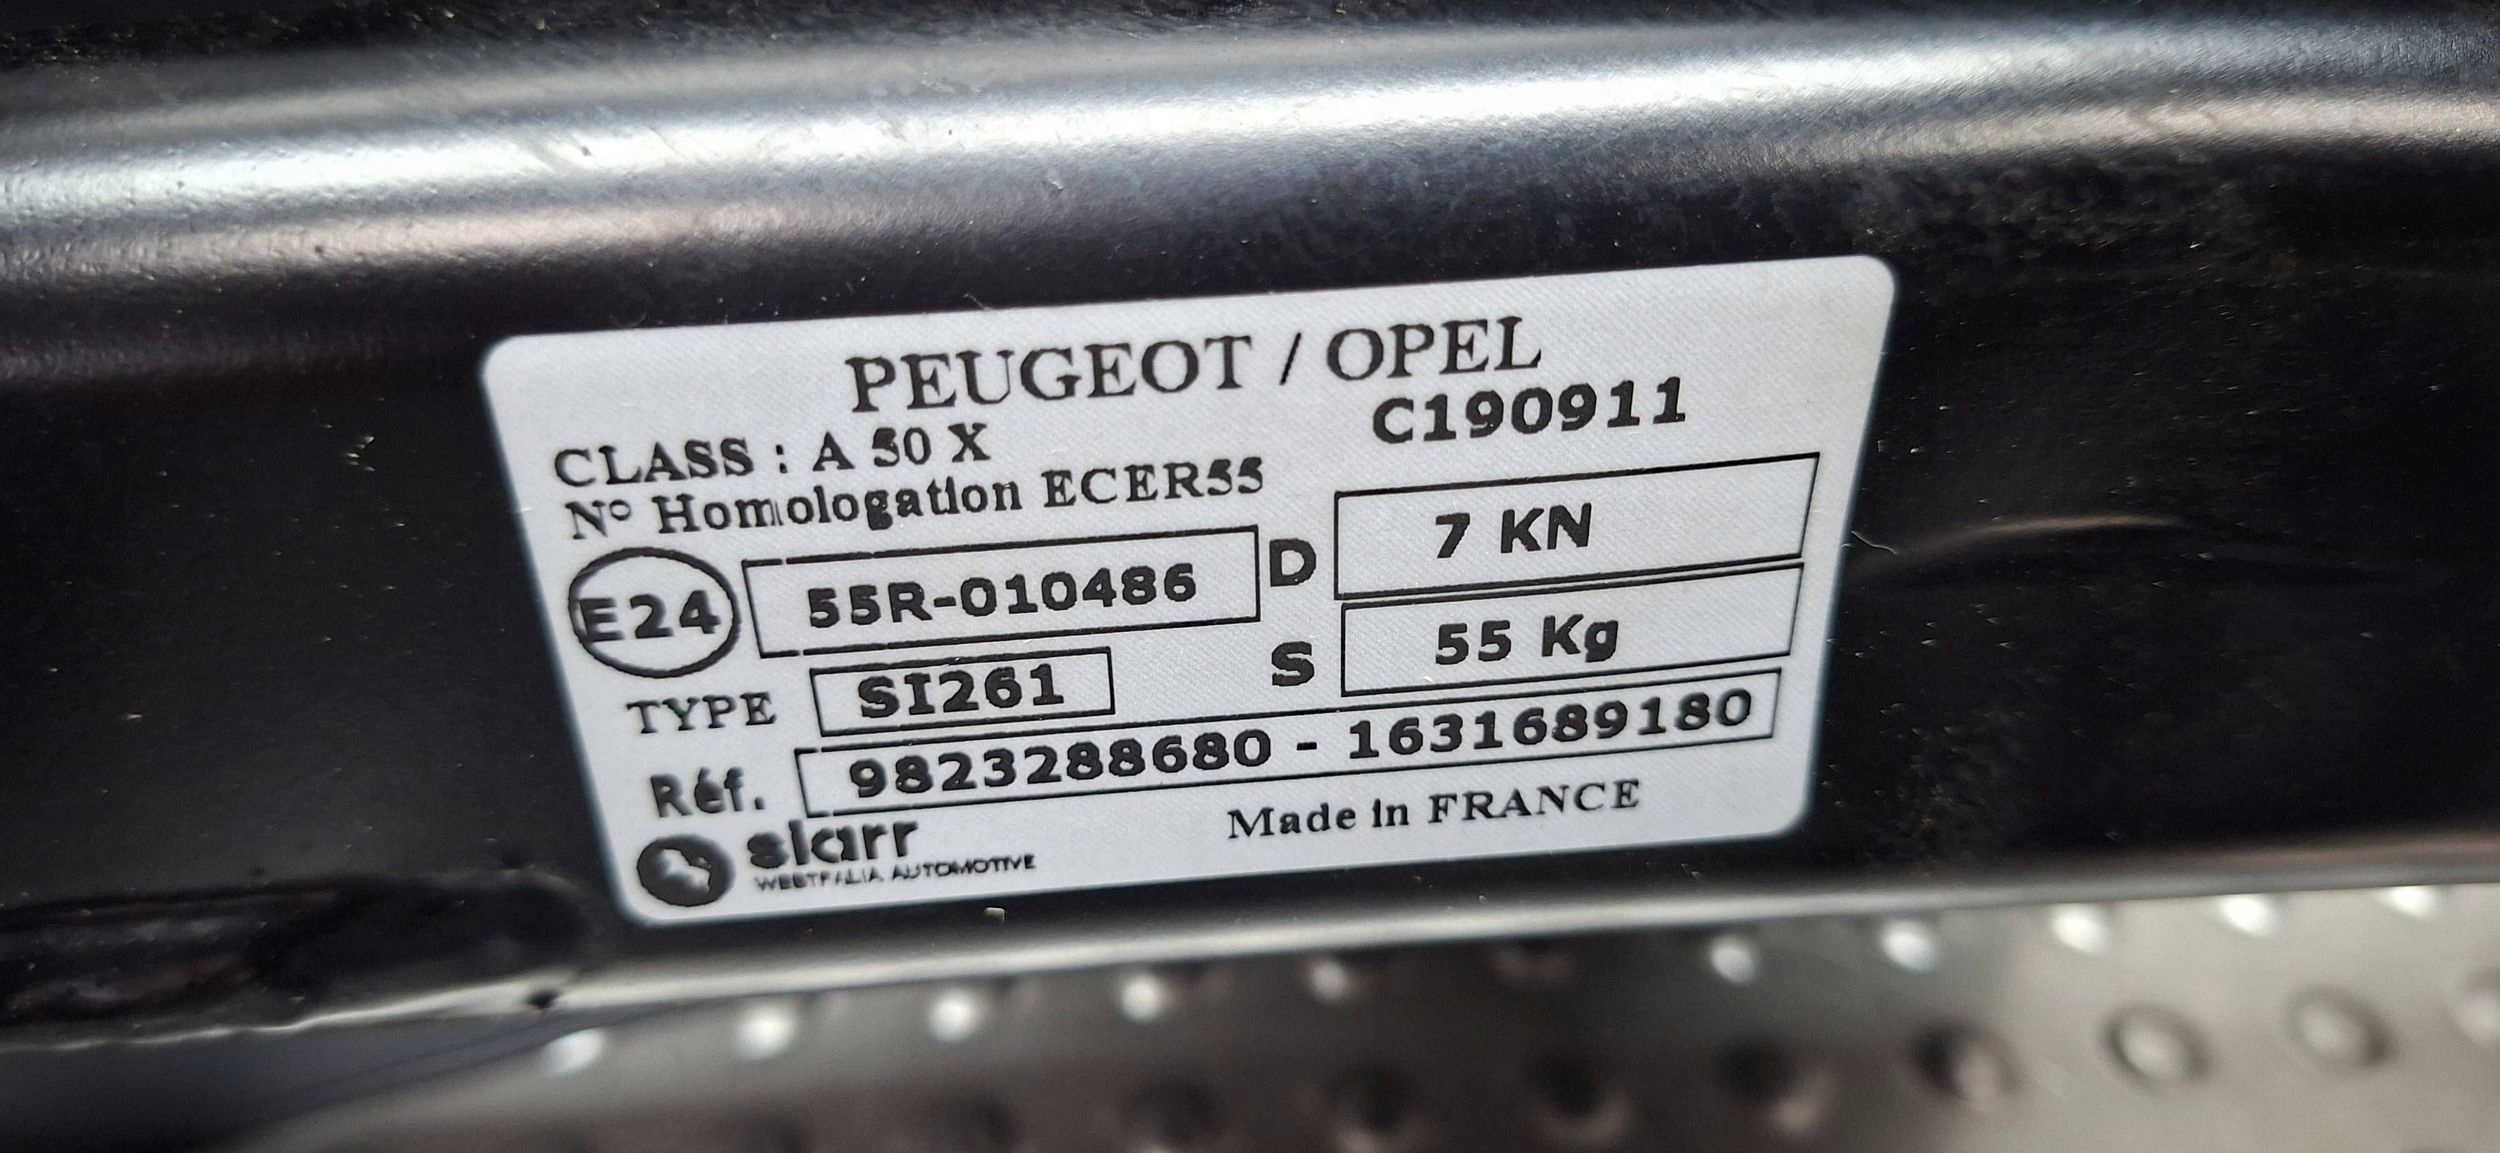 PEUGEOT / OPEL
CLASS : A 50 X
C190911
N° Homologation ECER55
E24
55R-010486
D
7 KN
TYPE
SI261
S
55 Kg
Réf.
9823288680 - 1631689180
siarr
WESTFALIA AUTOMOTIVE
Made in FRANCE